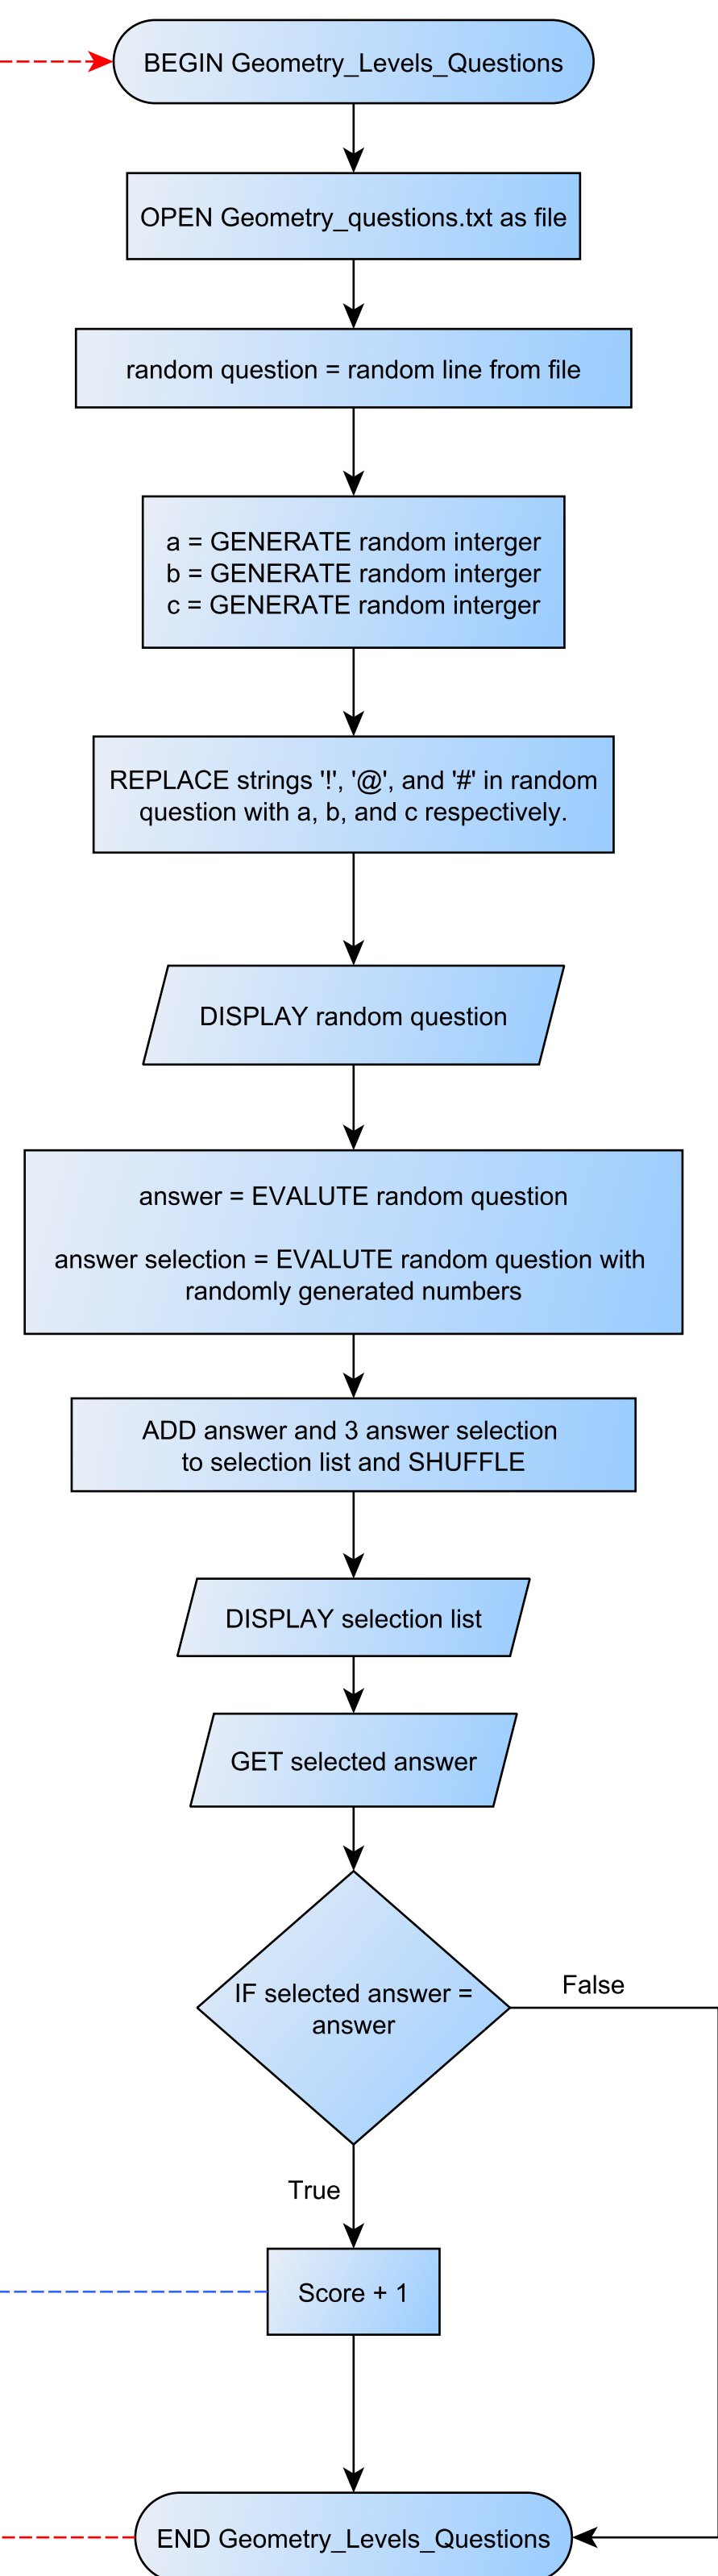 BEGIN Geometry_Levels_Questions
OPEN Geometry_questions.txt as file
random question = random line from file
a = GENERATE random interger
b = GENERATE random interger
c = GENERATE random interger
REPLACE strings '!', '@', and '#' in random
question with a, b, and c respectively.
DISPLAY random question
answer = EVALUTE random question
answer selection = EVALUTE random question with
randomly generated numbers
ADD answer and 3 answer selection
to selection list and SHUFFLE
DISPLAY selection list
GET selected answer
IF selected answer =
answer
False
True
Score + 1
END Geometry_Levels_Questions